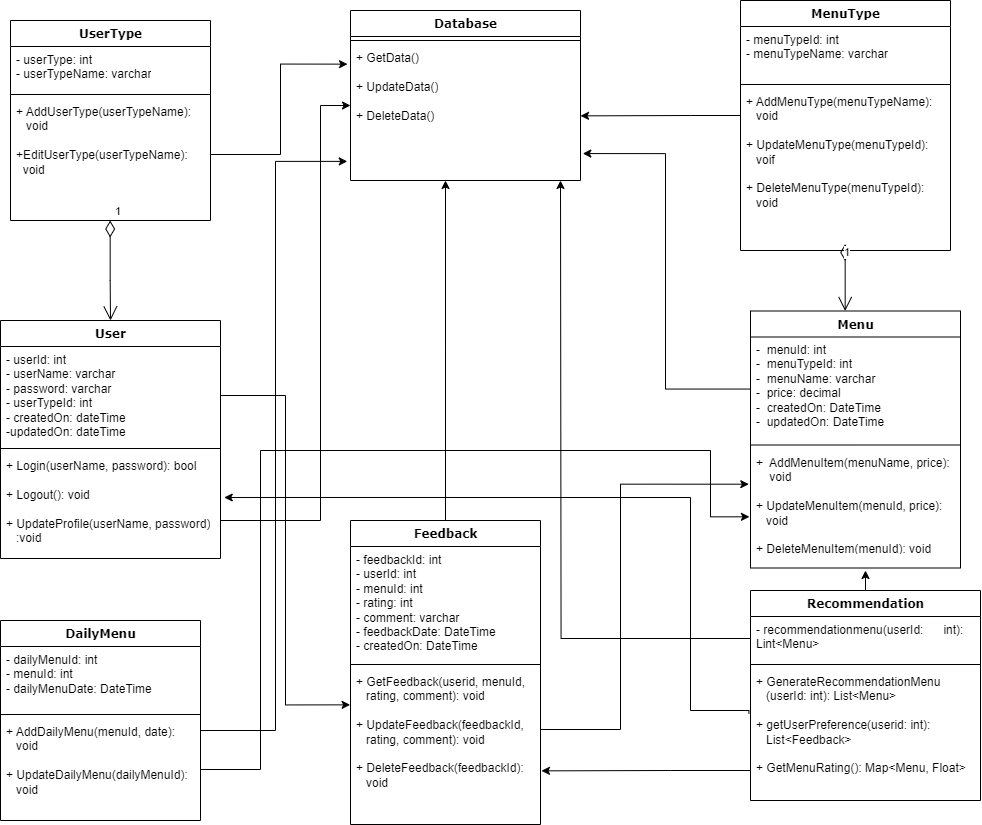 UserType
- userType: int
- userTypeName: varchar
+ AddUserType(userTypeName):
void
+EditUserType(userTypeName):
void
1
Database
+ GetData()
+ UpdateData()
+ DeleteData()
MenuType
- menuTypeId: int
- menuTypeName: varchar
+ AddMenuType(menuTypeName):
void
+ UpdateMenuType(menuTypeId):
voif
+ DeleteMenuType(menuTypeId):
void
1
User
- userId: int
- userName: varchar
- password: varchar
- userTypeId: int
- createdOn: dateTime
-updatedOn: dateTime
+ Login(userName, password): bool
+ Logout(): void
+ UpdateProfile(userName, password)
:void
Menu
- menuId: int
- menuTypeId: int
- menuName: varchar
- price: decimal
- createdOn: DateTime
- updatedOn: DateTime
+ AddMenuItem(menuName, price):
void
+ UpdateMenuItem(menuId, price):
void
+ DeleteMenuItem(menuId): void
Feedback
- feedbackId: int
- userId: int
- menuId: int
- rating: int
- comment: varchar
- feedbackDate: DateTime
- createdOn: DateTime
+ GetFeedback(userid, menuId,
rating, comment): void
+ UpdateFeedback(feedbackId,
rating, comment): void
+ DeleteFeedback(feedbackId):
void
DailyMenu
- dailyMenuId: int
- menuId: int
- dailyMenuDate: DateTime
+ AddDailyMenu(menuId, date):
void
+ UpdateDailyMenu(dailyMenuId):
void
Recommendation
- recommendationmenu(userId: int):
Lint<Menu>
+ GenerateRecommendationMenu
(userId: int): List<Menu>
+ getUserPreference(userid: int):
List<Feedback>
+ GetMenuRating(): Map<Menu, Float>